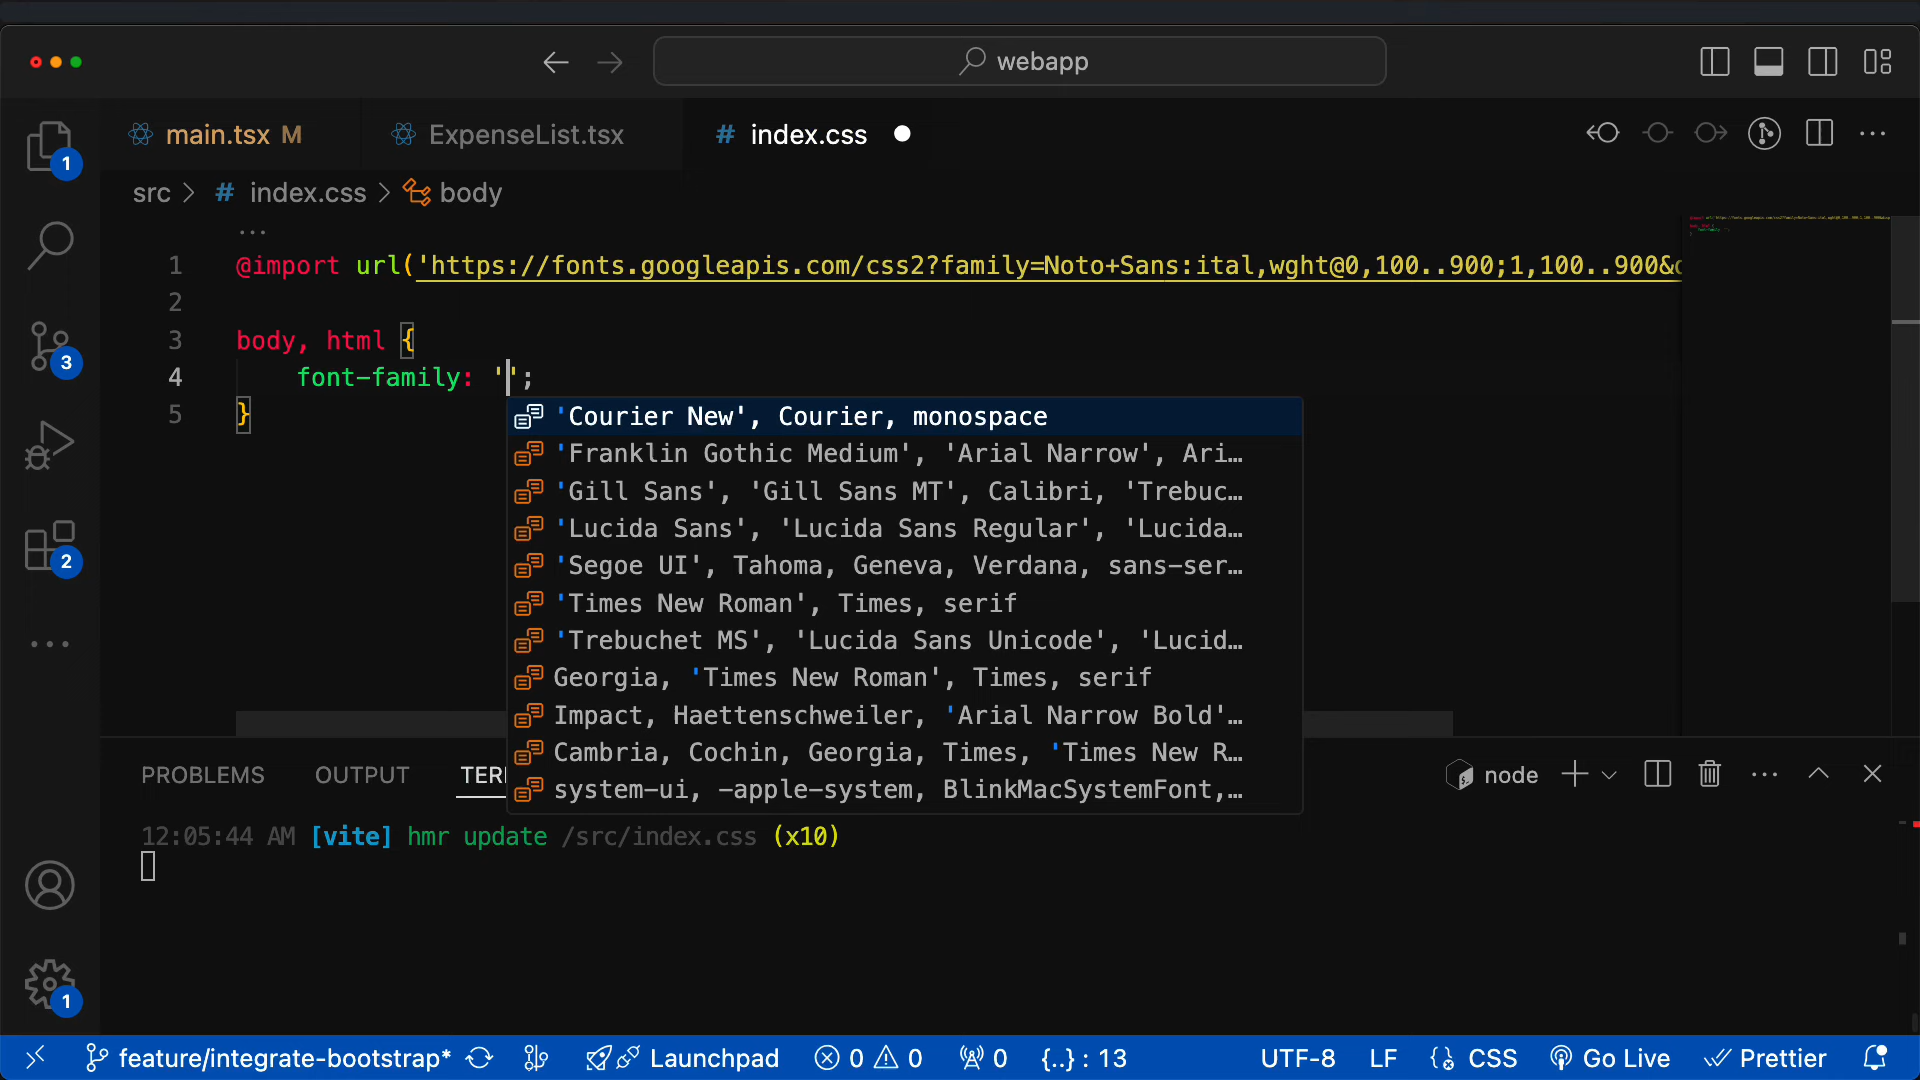 webapp
main.tsx M
ExpenseList.tsx
# index.css
src > # index.css > body
...
1 @import url('https://fonts.googleapis.com/css2?family=Noto+Sans:ital,wght@0,100..900;1,100..900&
2
3 body, html {
4 font-family: '';
5 }
'Courier New', Courier, monospace
'Franklin Gothic Medium', 'Arial Narrow', Ari…
'Gill Sans', 'Gill Sans MT', Calibri, 'Trebuc…
'Lucida Sans', 'Lucida Sans Regular', 'Lucida…
'Segoe UI', Tahoma, Geneva, Verdana, sans-ser…
'Times New Roman', Times, serif
'Trebuchet MS', 'Lucida Sans Unicode', 'Lucid…
Georgia, 'Times New Roman', Times, serif
Impact, Haettenschweiler, 'Arial Narrow Bold'…
Cambria, Cochin, Georgia, Times, 'Times New R…
system-ui, -apple-system, BlinkMacSystemFont,…
1
3
2
1
PROBLEMS OUTPUT TER
node
12:05:44 AM [vite] hmr update /src/index.css (x10)
feature/integrate-bootstrap* Launchpad 0 0 0 {..} : 13 UTF-8 LF CSS Go Live Prettier